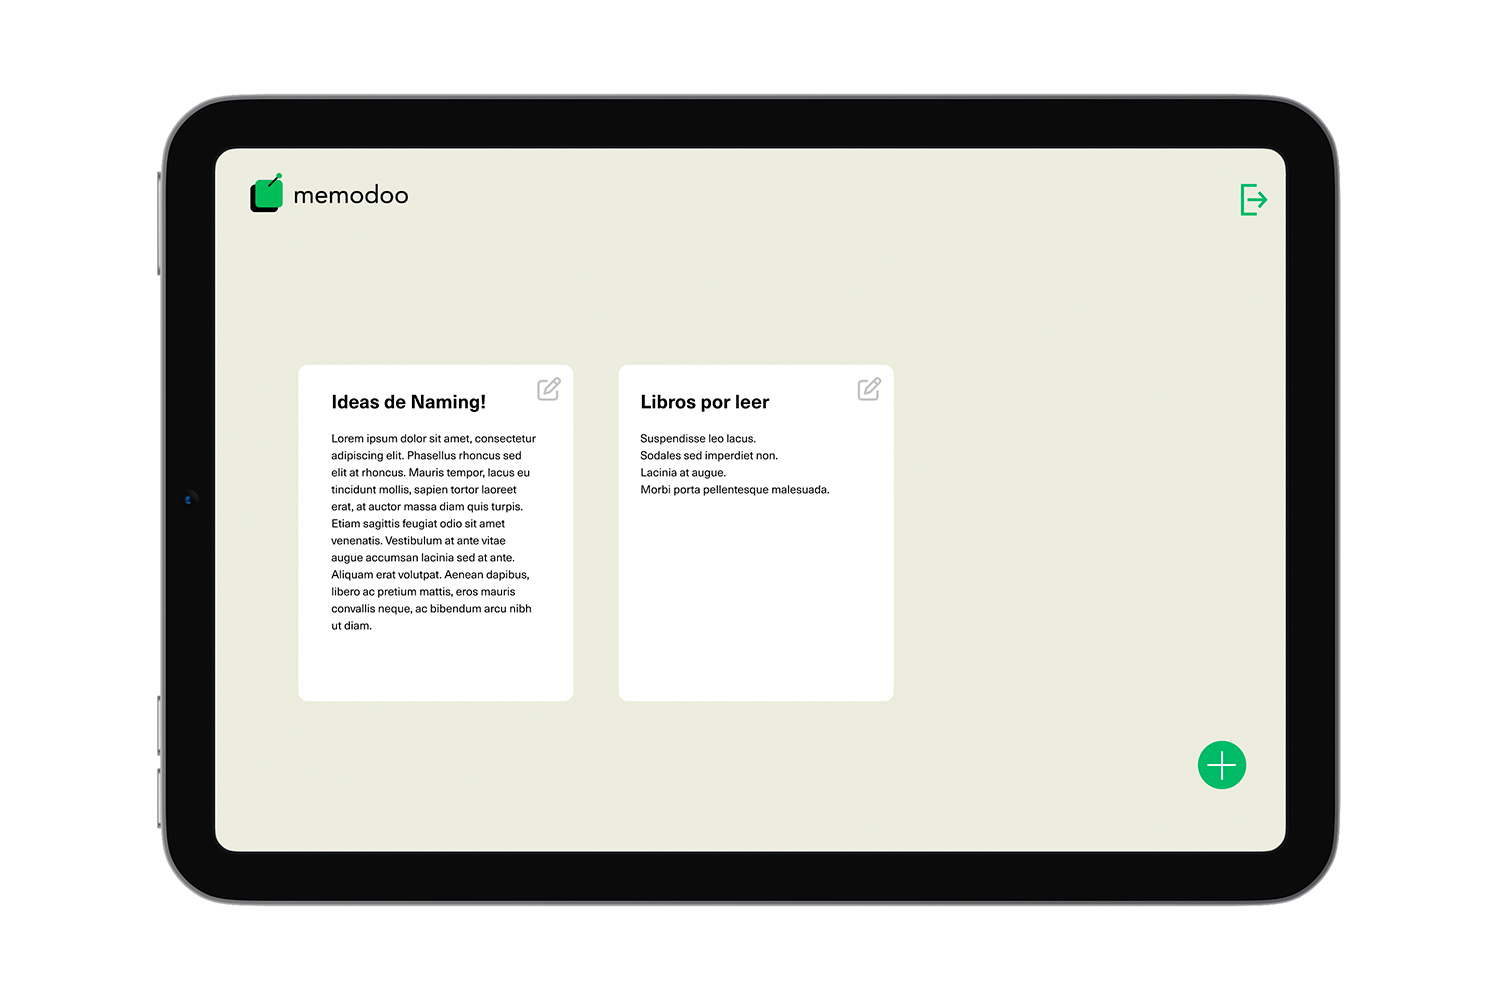 memodoo
Ideas de Naming!
Lorem ipsum dolor sit amet, consectetur
adipiscing elit. Phasellus rhoncus sed
elit at rhoncus. Mauris tempor, lacus eu
tincidunt mollis, sapien tortor laoreet
erat, at auctor massa diam quis turpis.
Etiam sagittis feugiat odio sit amet
venenatis. Vestibulum at ante vitae
augue accumsan lacinia sed at ante.
Aliquam erat volutpat. Aenean dapibus,
libero ac pretium mattis, eros mauris
convallis neque, ac bibendum arcu nibh
ut diam.
Libros por leer
Suspendisse leo lacus.
Sodales sed imperdiet non.
Lacinia at augue.
Morbi porta pellentesque malesuada.